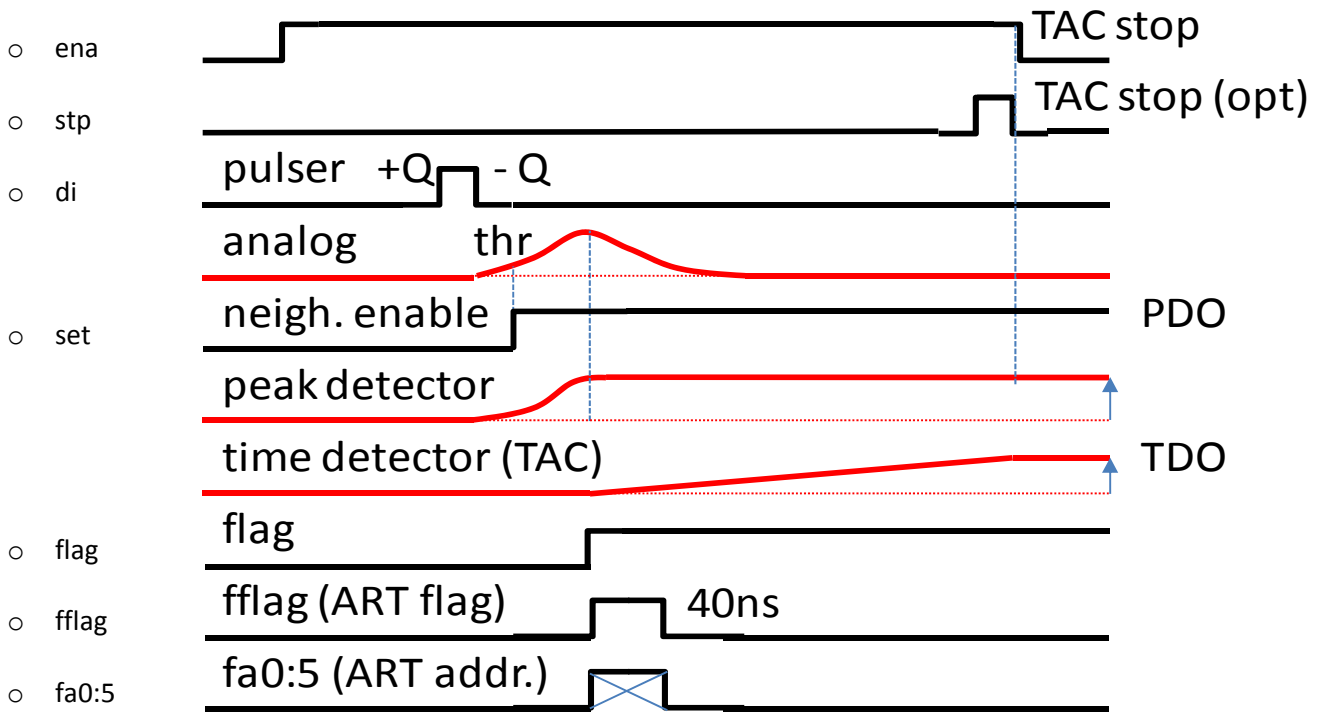 ena
TAC stop
stp
TAC stop (opt)
di
pulser +Q - Q
analog thr
set
neigh. enable
PDO
peak detector
time detector (TAC)
TDO
flag
flag
fflag
fflag (ART flag) 40ns
fa0:5
fa0:5 (ART addr.)